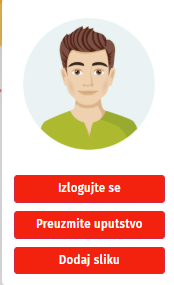 Izlogujte se
Preuzmite uputstvo
Dodaj sliku